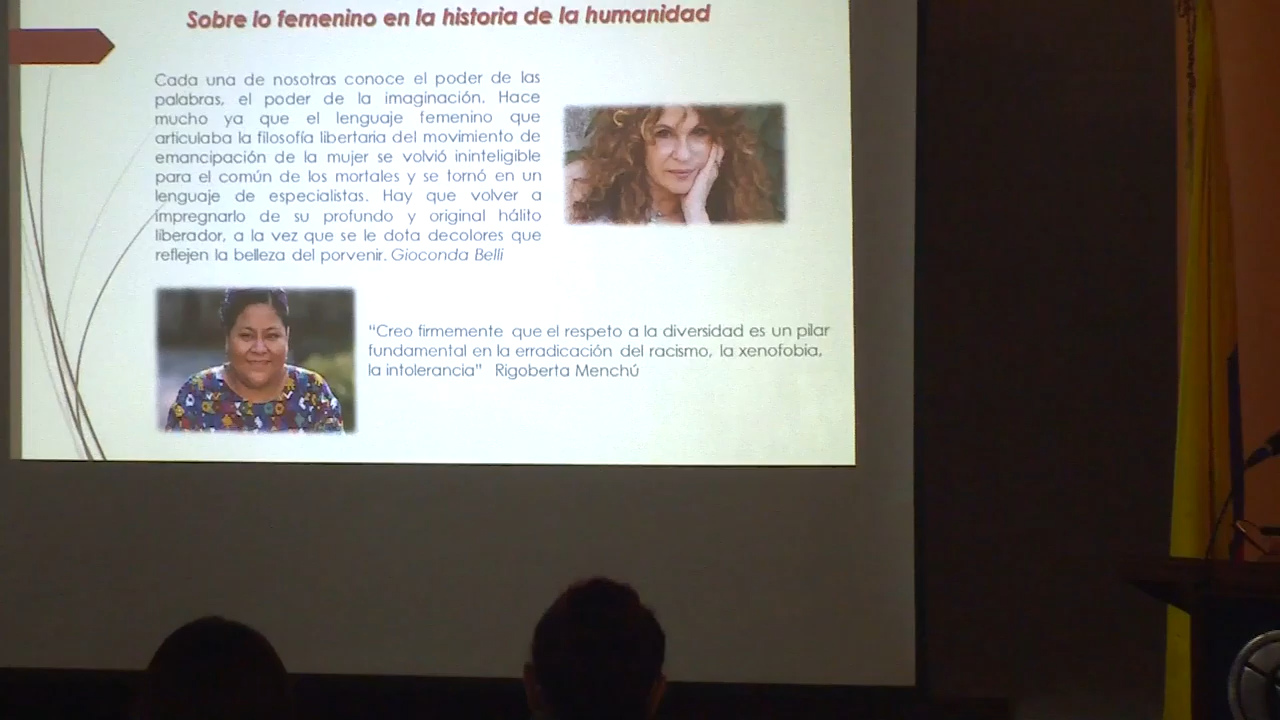 Sobre lo femenino en la historia de la humanidad
Cada una de nosotras conoce el poder de las
palabras, el poder de la imaginación. Hace
mucho ya que el lenguaje femenino que
articulaba la filosofía libertaria del movimiento de
emancipación de la mujer se volvió ininteligible
para el común de los mortales y se tornó en un
lenguaje de especialistas. Hay que volver a
impregnarlo de su profundo y original hálito
liberador, a la vez que se le dota decolores que
reflejen la belleza del porvenir. Gioconda Belli
“Creo firmemente que el respeto a la diversidad es un pilar
fundamental en la erradicación del racismo, la xenofobia,
la intolerancia” Rigoberta Menchú